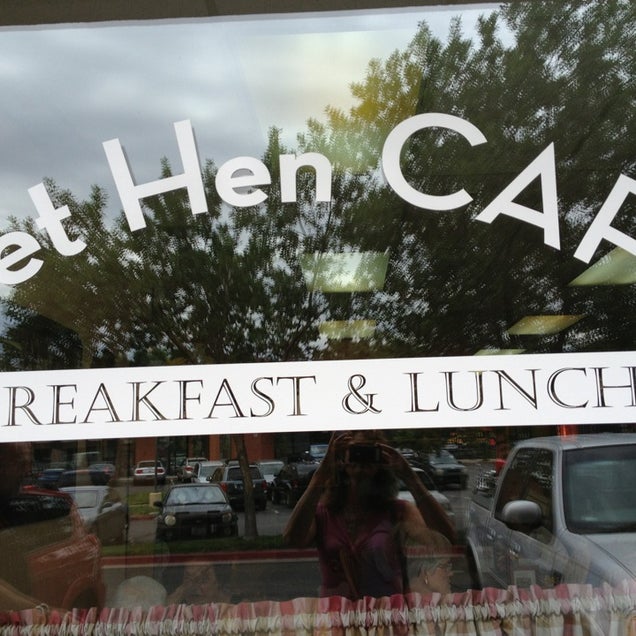 et Hen CAF
REAKFAST & LUNCH